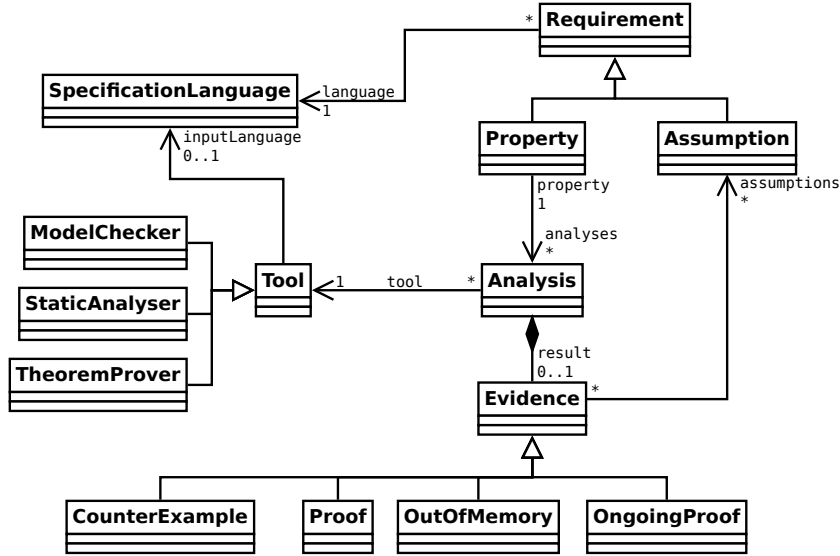 Requirement
*
SpecificationLanguage
language
1
inputLanguage
0..1
Property
Assumption
property
1
assumptions
*
ModelChecker
analyses
*
Tool
1
tool
*
Analysis
StaticAnalyser
result
0..1
TheoremProver
Evidence
*
CounterExample
Proof
OutOfMemory
OngoingProof